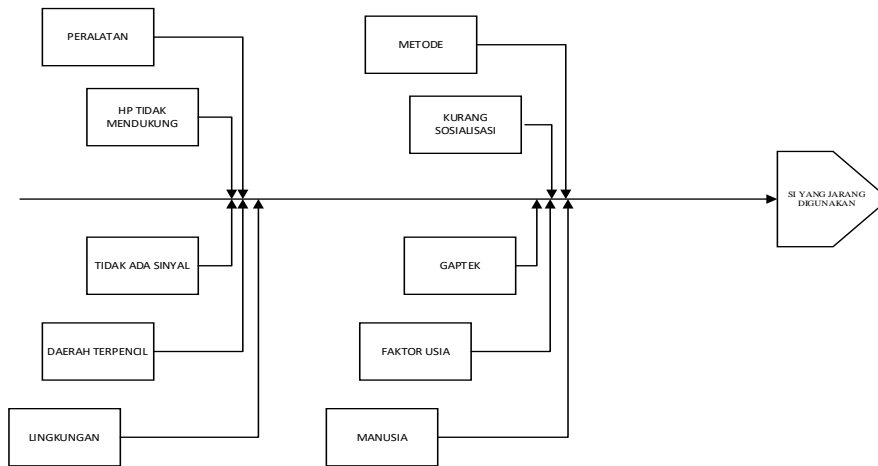 PERALATAN
METODE
HP TIDAK
MENDUKUNG
KURANG
SOSIALISASI
SI YANG JARANG
DIGUNAKAN
TIDAK ADA SINYAL
GAPTEK
DAERAH TERPENCIL
FAKTOR USIA
LINGKUNGAN
MANUSIA